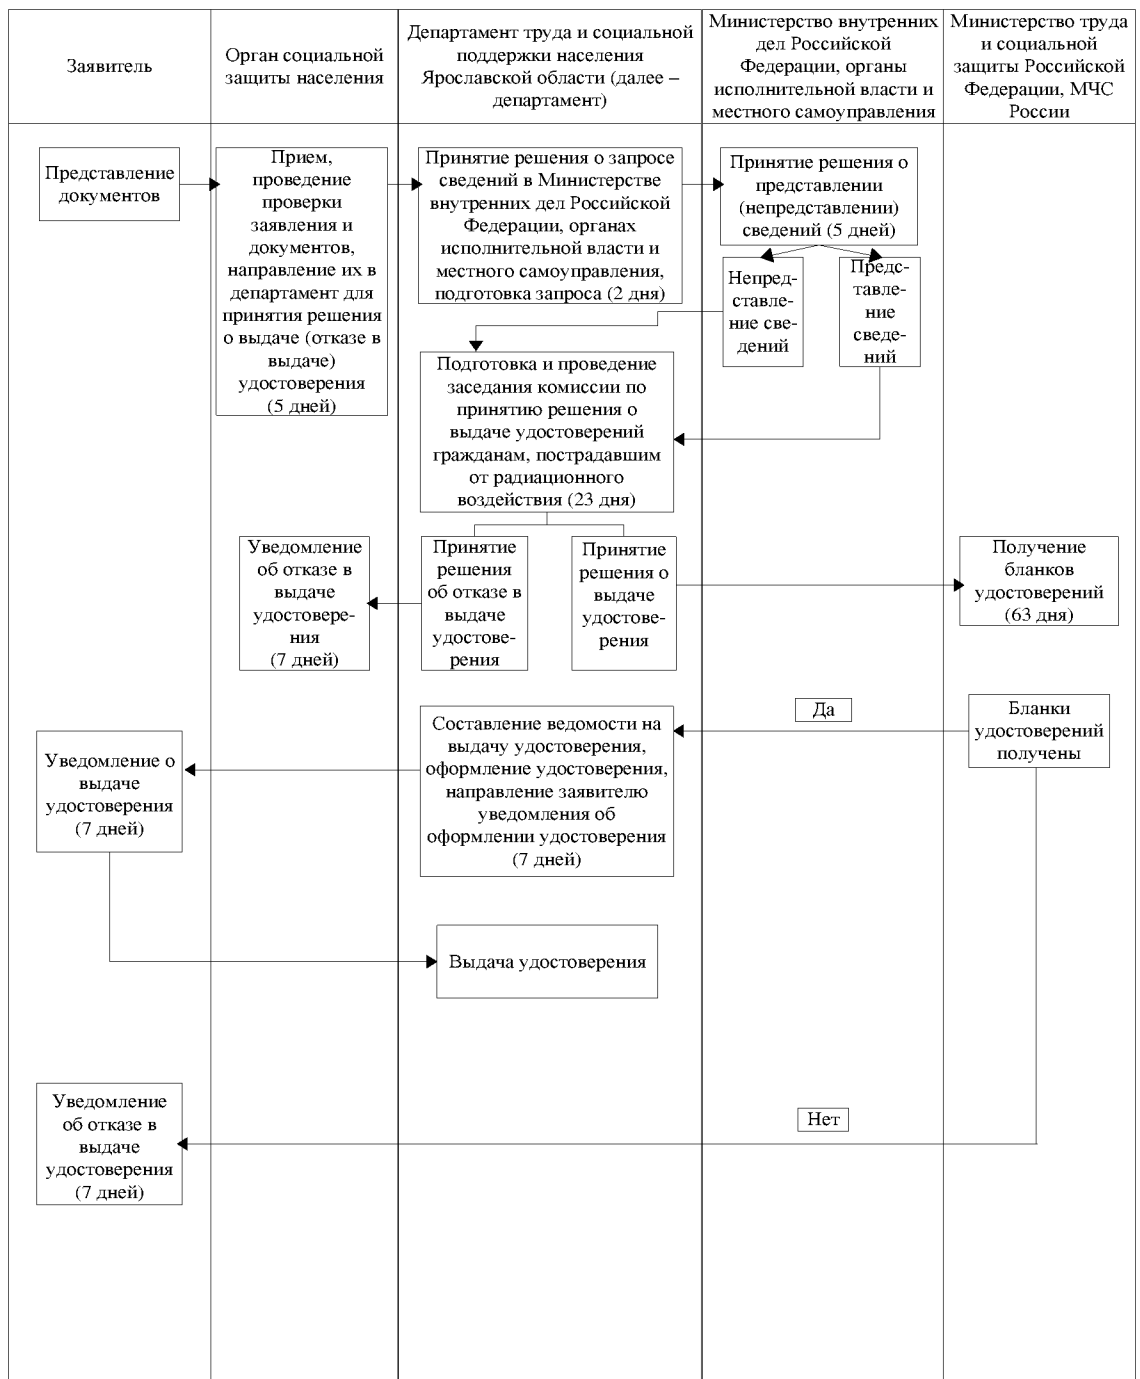 Заявитель
Орган социальной
защиты населения
Департамент труда и социальной
поддержки населения
Ярославской области (далее –
департамент)
Министерство внутренних
дел Российской
Федерации, органы
исполнительной власти и
местного самоуправления
Министерство труда
и социальной
защиты Российской
Федерации, МЧС
России
Представление
документов
Прием,
проведение
проверки
заявления и
документов,
направление их в
департамент для
принятия решения
о выдаче (отказе в
выдаче)
удостоверения
(5 дней)
Принятие решения о запросе
сведений в Министерстве
внутренних дел Российской
Федерации, органах
исполнительной власти и
местного самоуправления,
подготовка запроса (2 дня)
Принятие решения о
представлении
(непредставлении)
сведений (5 дней)
Непред-
ставле-
ние све-
дений
Предс-
тавле-
ние
сведе-
ний
Подготовка и проведение
заседания комиссии по
принятию решения о
выдаче удостоверений
гражданам, пострадавшим
от радиационного
воздействия (23 дня)
Уведомление
об отказе в
выдаче
удостовере-
ния
(7 дней)
Принятие
решения
об отказе в
выдаче
удостове-
рения
Принятие
решения о
выдаче
удостове-
рения
Получение
бланков
удостоверений
(63 дня)
Да
Бланки
удостоверений
получены
Составление ведомости на
выдачу удостоверения,
оформление удостоверения,
направление заявителю
уведомления об
оформлении удостоверения
(7 дней)
Уведомление о
выдаче
удостоверения
(7 дней)
Выдача удостоверения
Уведомление
об отказе в
выдаче
удостоверения
(7 дней)
Нет